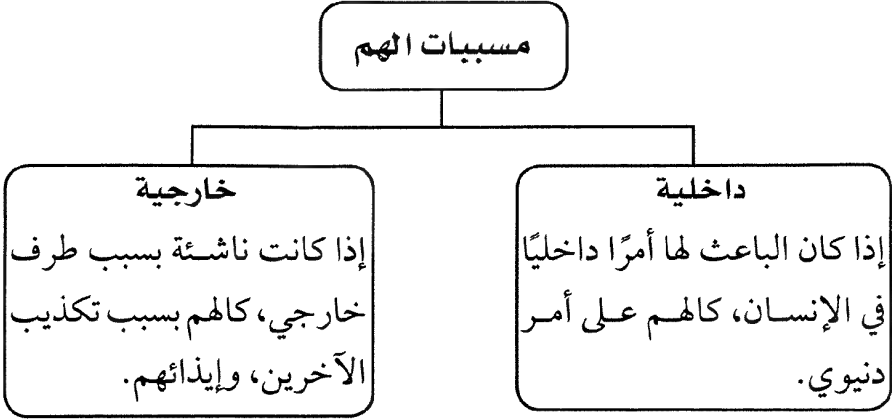 مسببات الهم
داخلية
إذا كان الباعث لها أمرًا داخليًا
في الإنسان، كالهم على أمر
دنيوي.
خارجية
إذا كانت ناشئة بسبب طرف
خارجي، كالهم بسبب تكذيب
الآخرين، وإيذائهم.